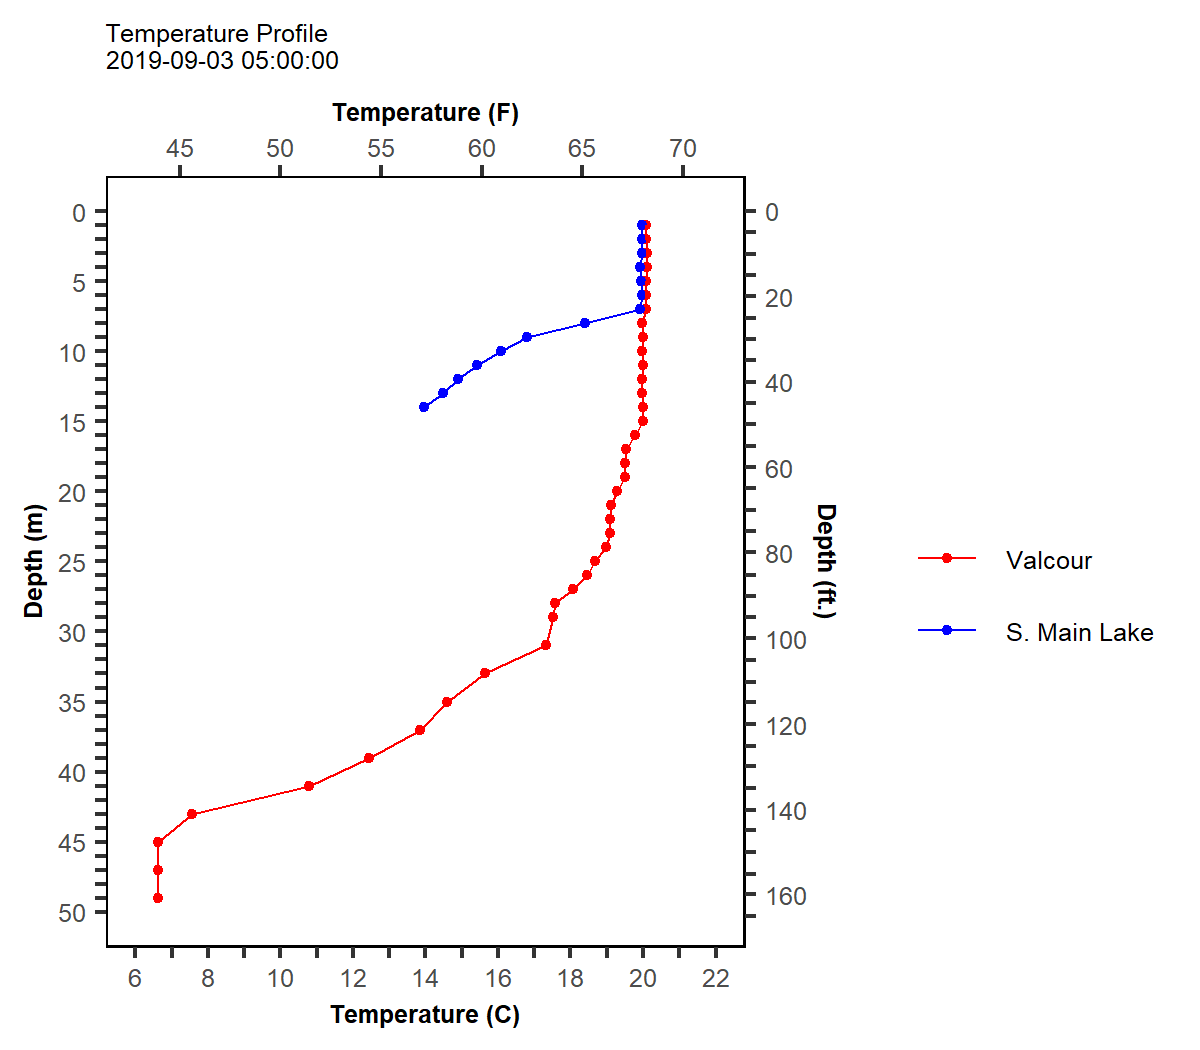 Temperature Profile
2019-09-03 05:00:00
Temperature (F)
45 50 55 60 65 70
0
5
10
15
20
25
30
35
40
45
50
Depth (m)
0
20
40
60
80
100
120
140
160
Depth (ft.)
Valcour
S. Main Lake
6 8 10 12 14 16 18 20 22
Temperature (C)